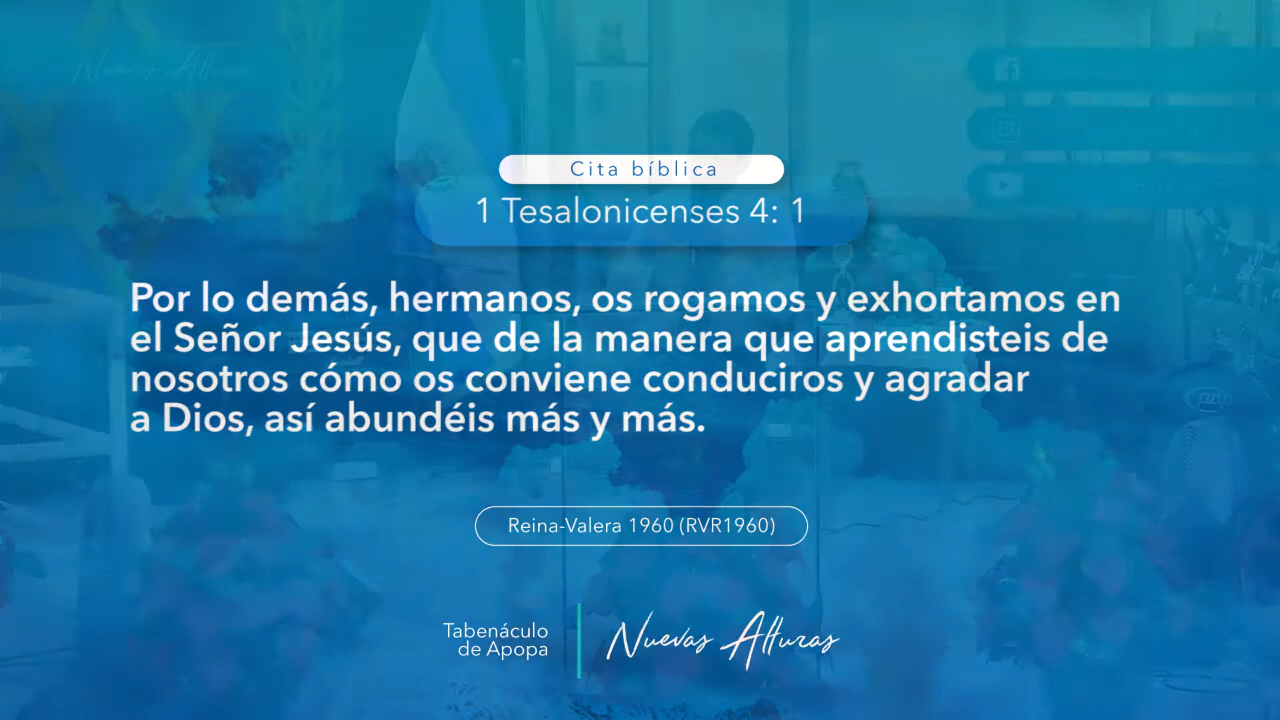 Nuevas Alturas
Cita bíblica
1 Tesalonicenses 4: 1
Por lo demás, hermanos, os rogamos y exhortamos en
el Señor Jesús, que de la manera que aprendisteis de
nosotros cómo os conviene conduciros y agradar
a Dios, así abundéis más y más.
Reina-Valera 1960 (RVR1960)
Tabenáculo
de Apopa
Nuevas Alturas